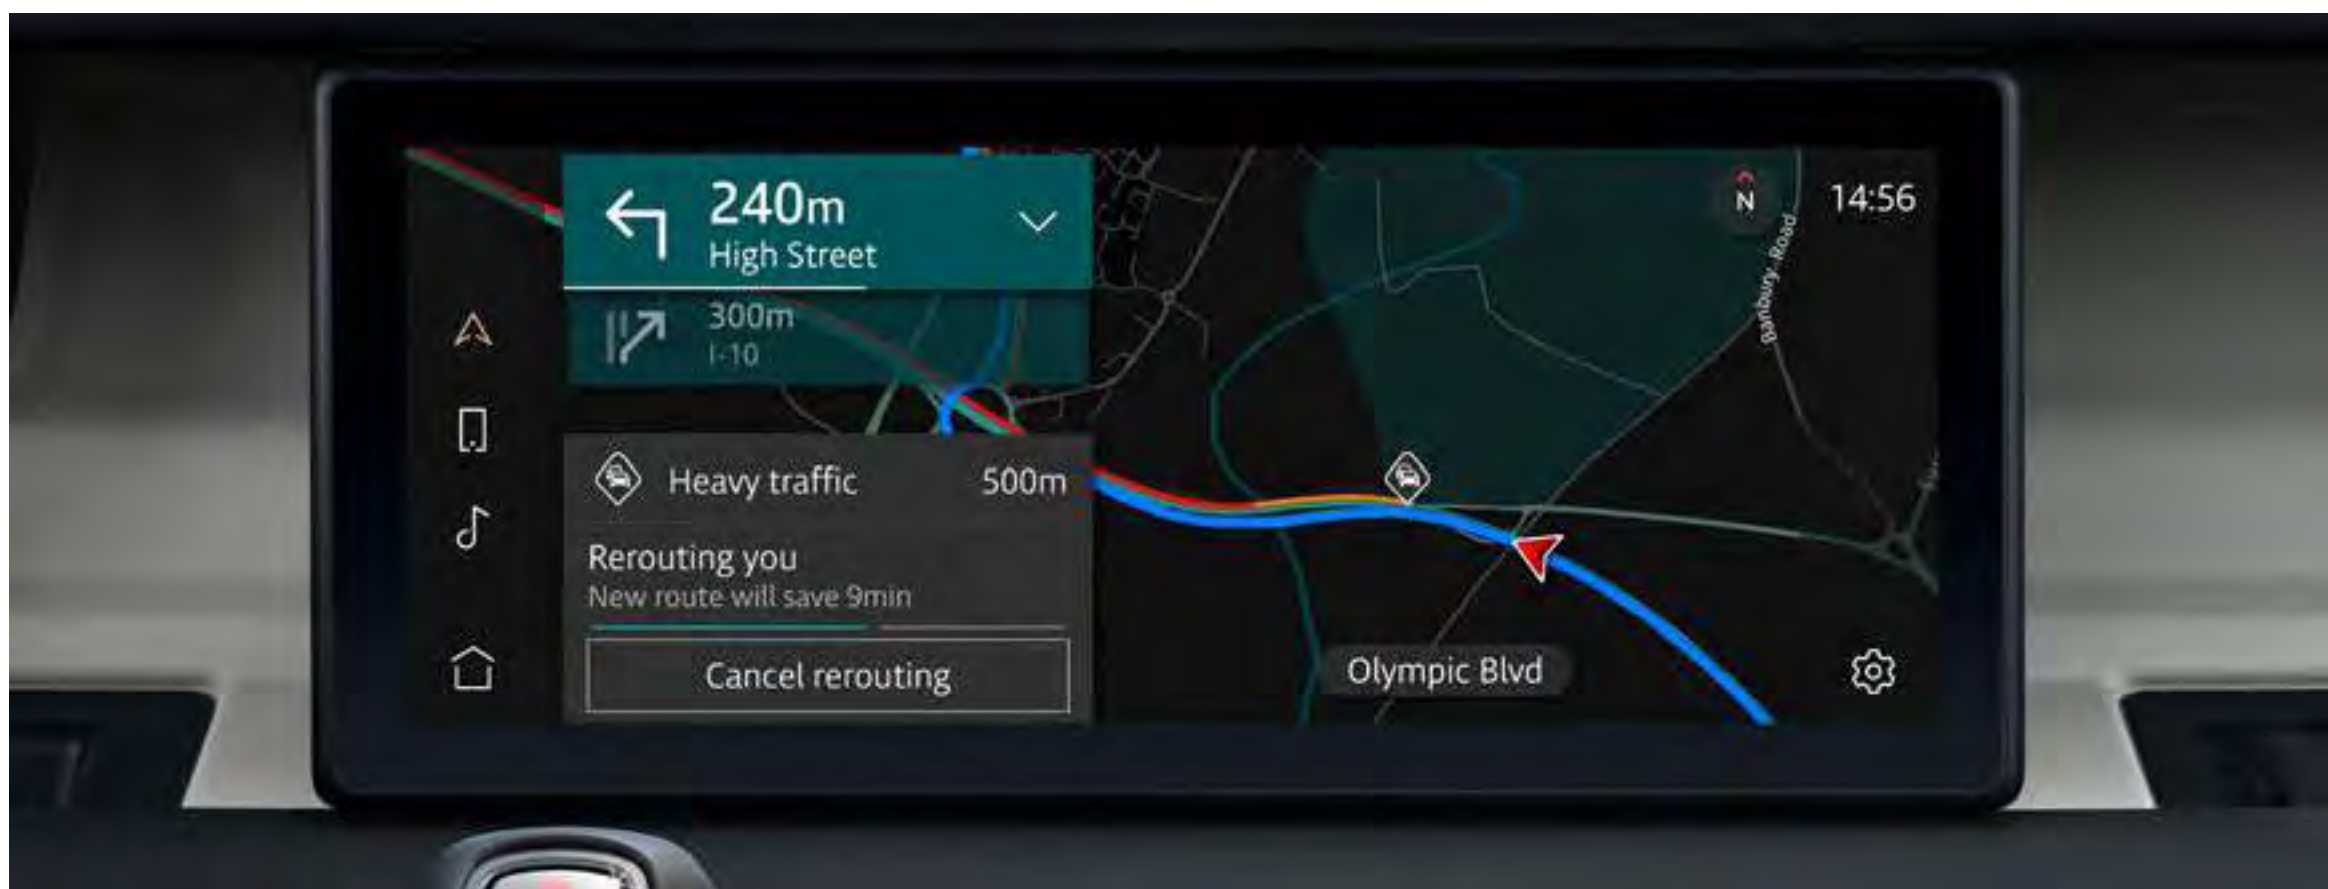 240m
High Street
300m
I-10
Heavy traffic 500m
Rerouting you
New route will save 9min
Cancel rerouting
N
14:56
Banbury Road
Olympic Blvd